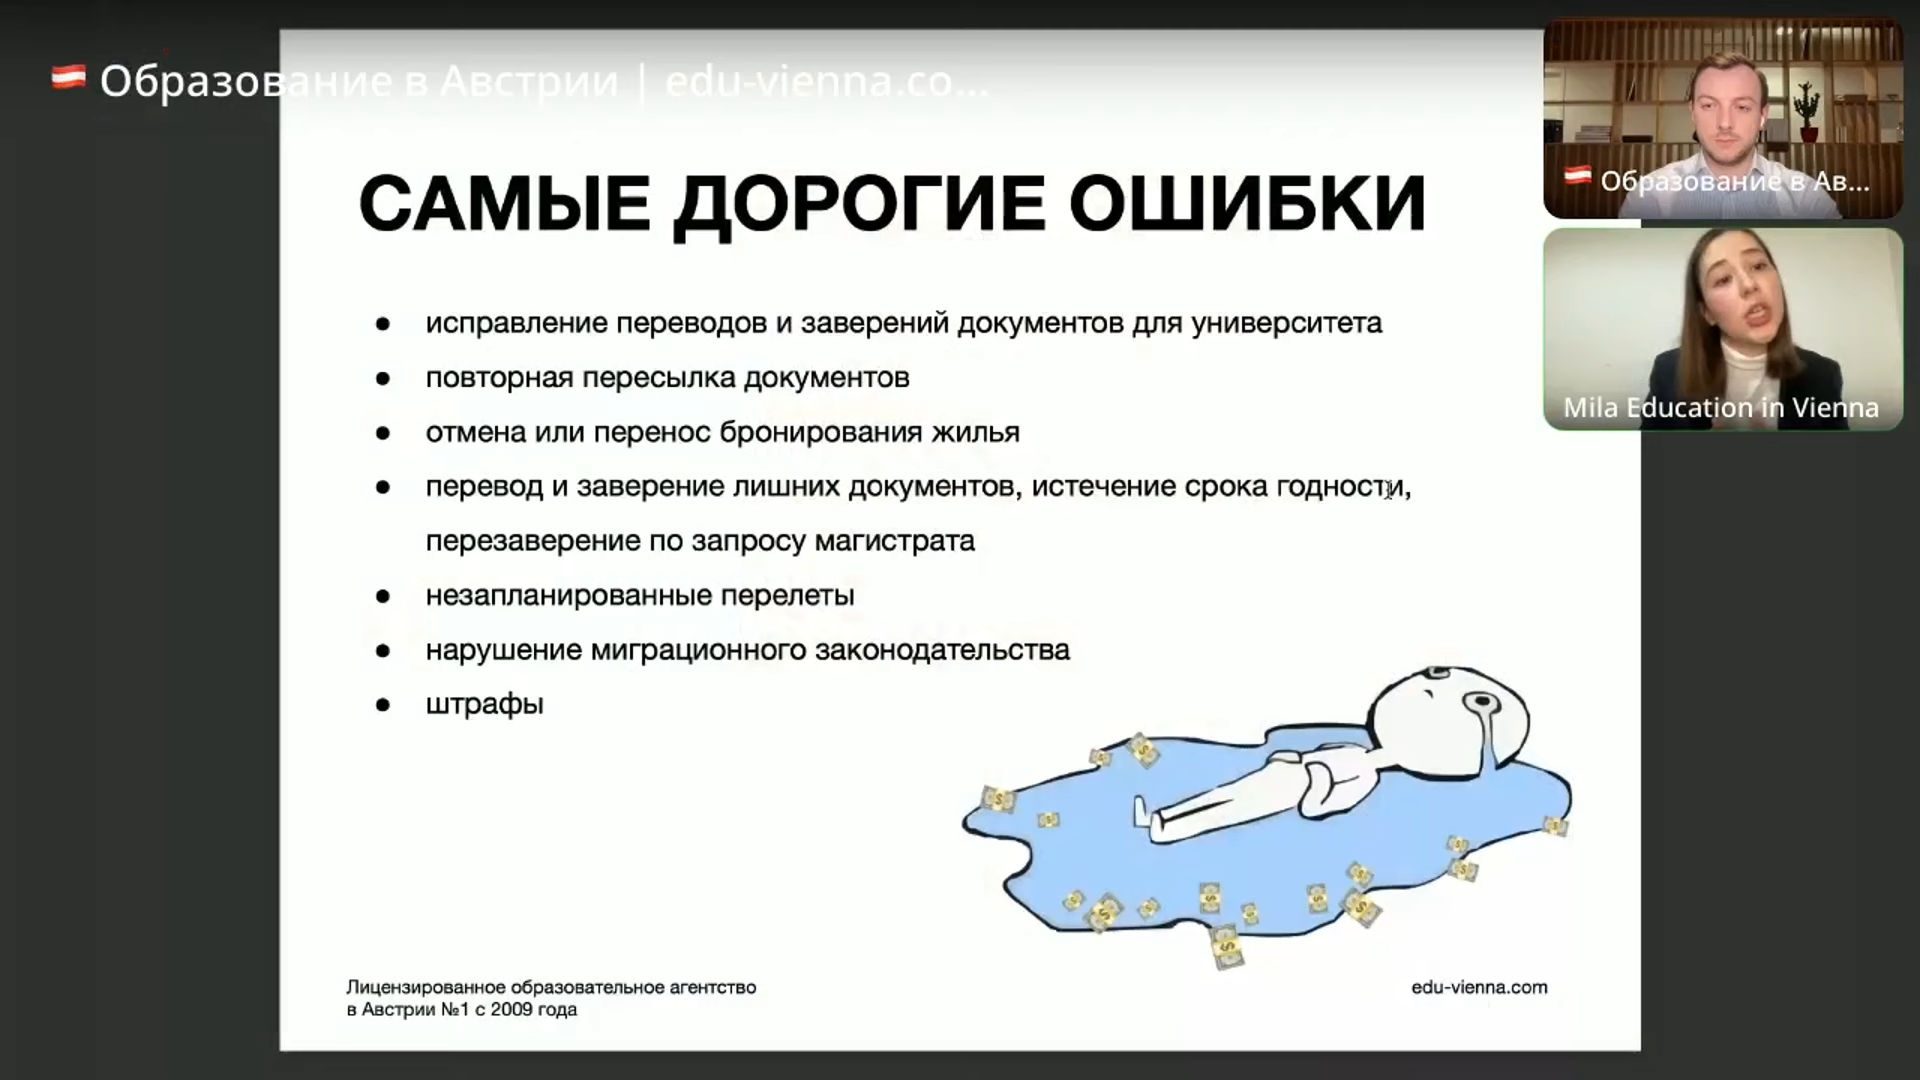 Образование в Австрии | edu-vienna.co...
САМЫЕ ДОРОГИЕ ОШИБКИ
● исправление переводов и заверений документов для университета
● повторная пересылка документов
● отмена или перенос бронирования жилья
● перевод и заверение лишних документов, истечение срока годности,
перезаверение по запросу магистрата
● незапланированные перелеты
● нарушение миграционного законодательства
● штрафы
Лицензированное образовательное агентство
в Австрии №1 с 2009 года
edu-vienna.com
Образование в Ав...
Mila Education in Vienna